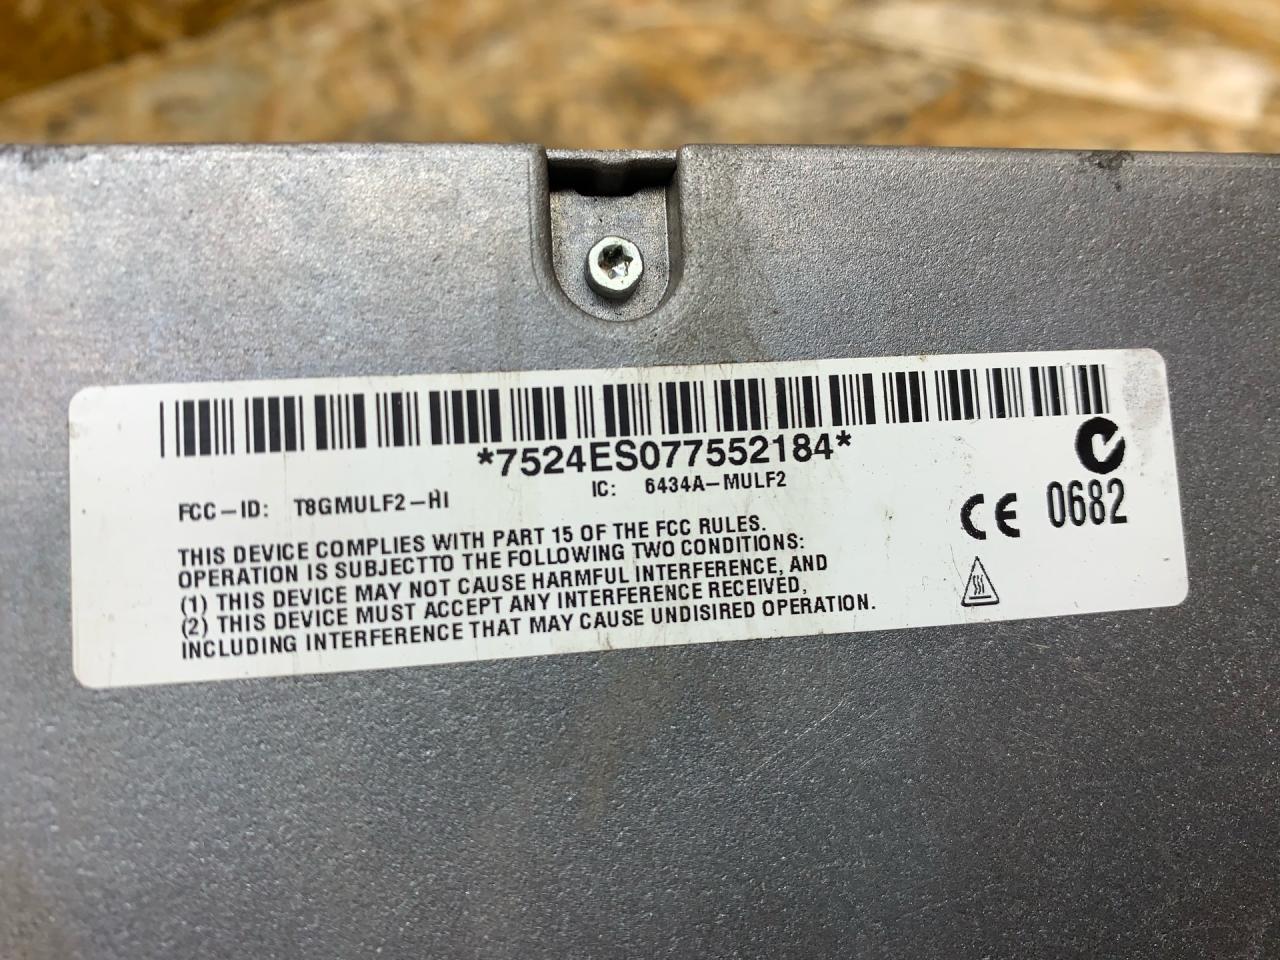 *7524ES077552184*
FCC-ID: T8GMULF2-HI IC: 6434A-MULF2
THIS DEVICE COMPLIES WITH PART 15 OF THE FCC RULES.
OPERATION IS SUBJECTTO THE FOLLOWING TWO CONDITIONS:
(1) THIS DEVICE MAY NOT CAUSE HARMFUL INTERFERENCE, AND
(2) THIS DEVICE MUST ACCEPT ANY INTERFERENCE RECEIVED,
INCLUDING INTERFERENCE THAT MAY CAUSE UNDISIRED OPERATION.
CE 0682